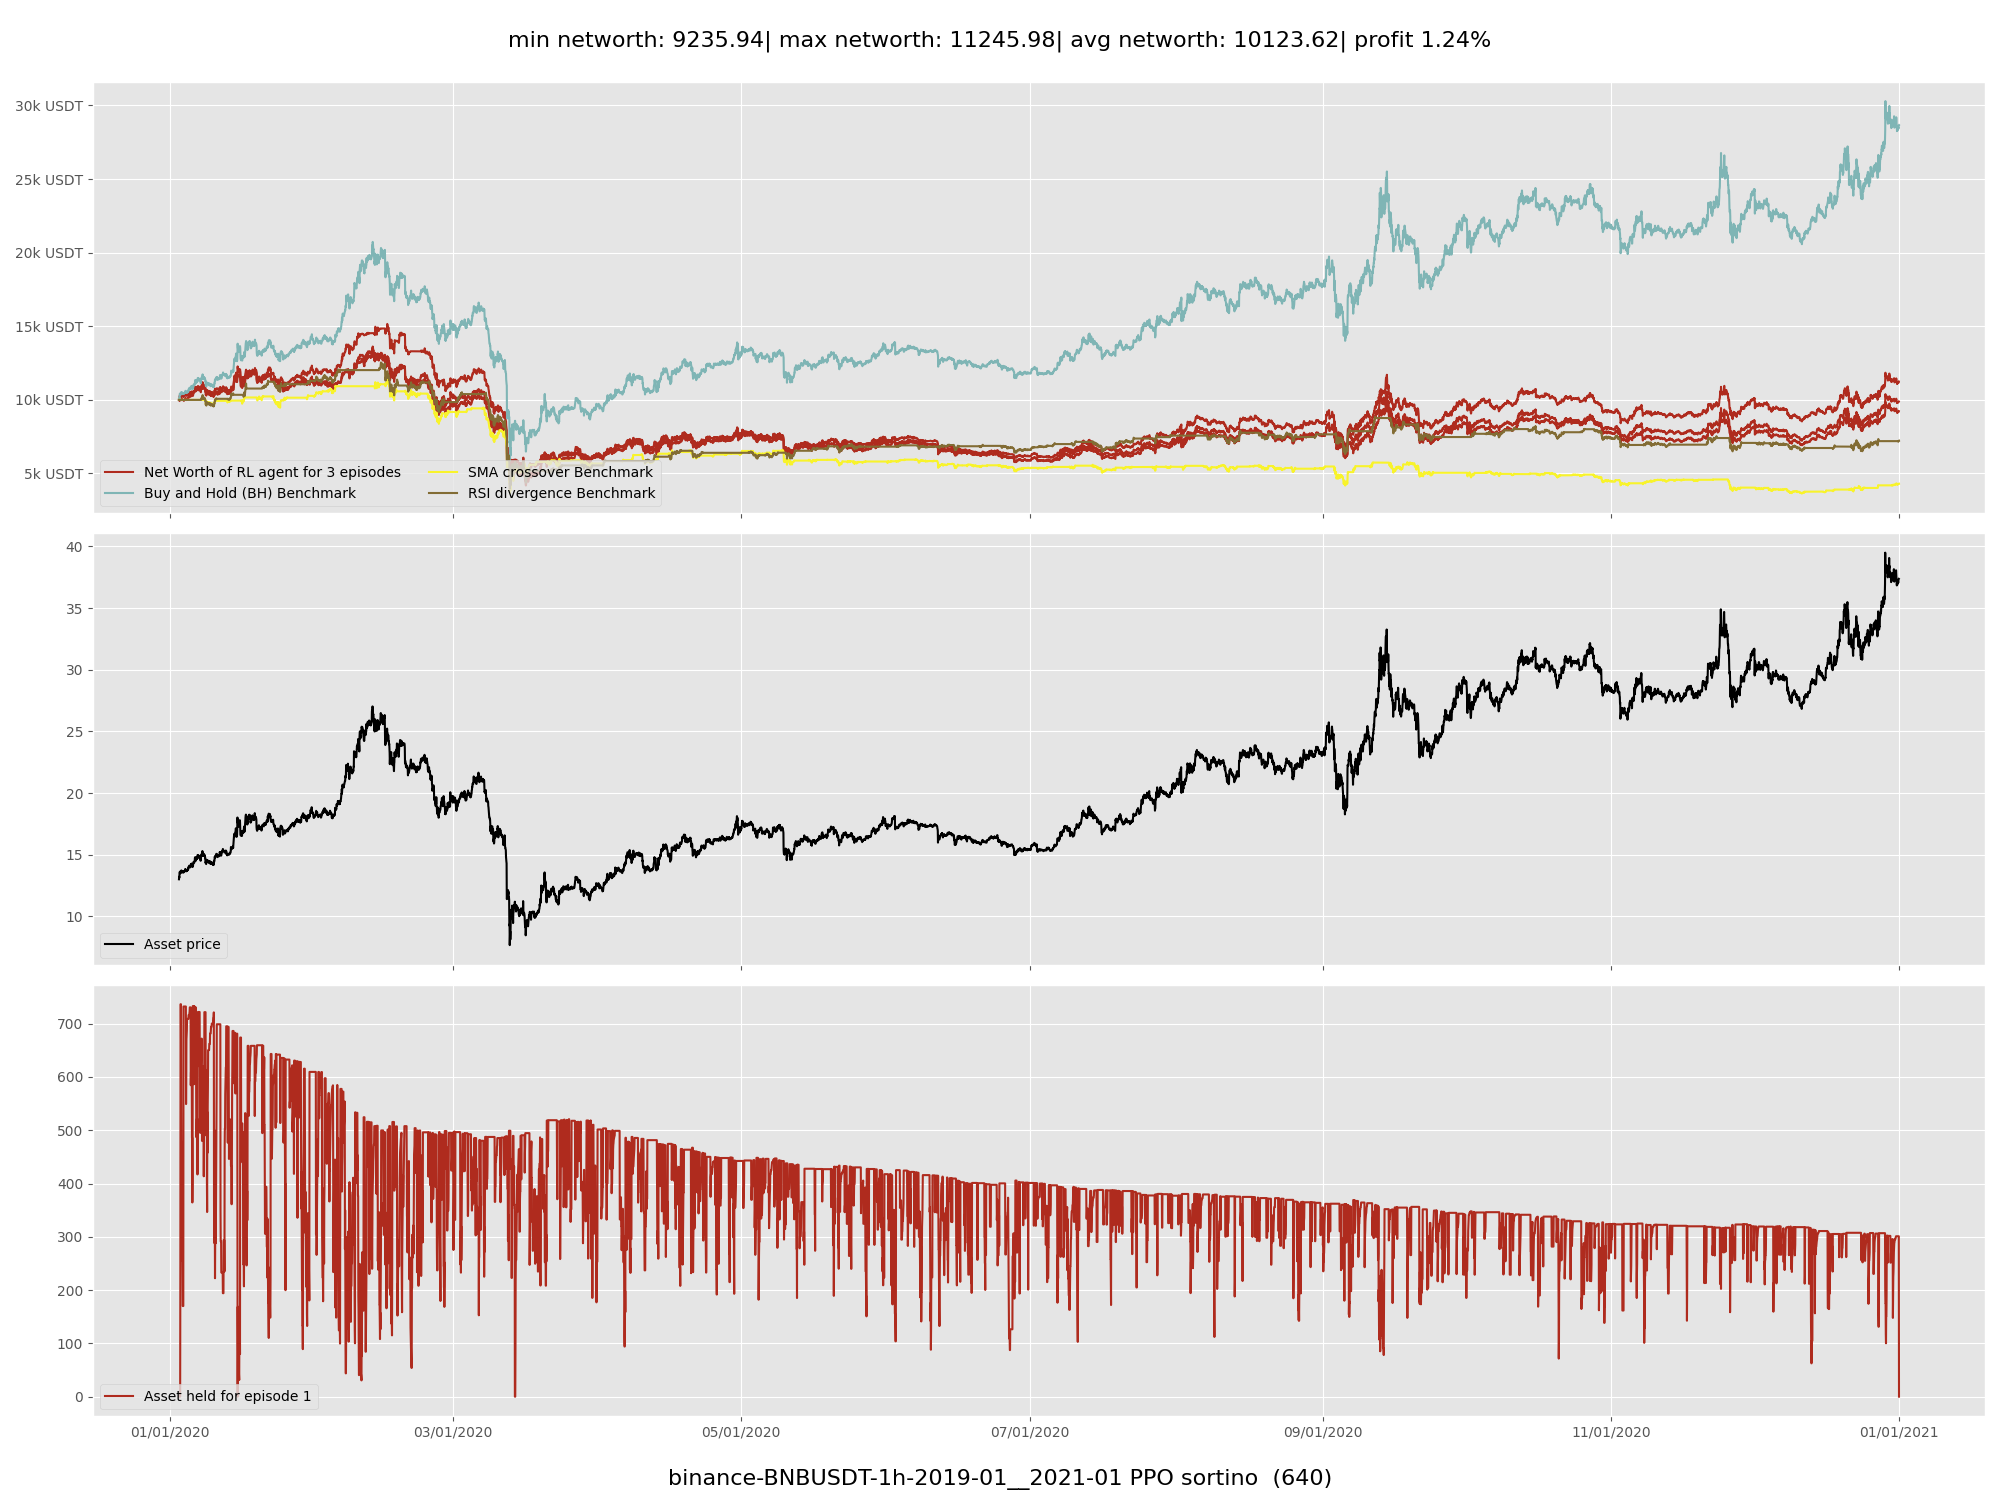 min networth: 9235.94| max networth: 11245.98| avg networth: 10123.62| profit 1.24%
30k USDT
25k USDT
20k USDT
15k USDT
10k USDT
5k USDT
Net Worth of RL agent for 3 episodes
Buy and Hold (BH) Benchmark
SMA crossover Benchmark
RSI divergence Benchmark
40
35
30
25
20
15
10
Asset price
700
600
500
400
300
200
100
0
Asset held for episode 1
01/01/2020 03/01/2020 05/01/2020 07/01/2020 09/01/2020 11/01/2020 01/01/2021
binance-BNBUSDT-1h-2019-01__2021-01 PPO sortino (640)